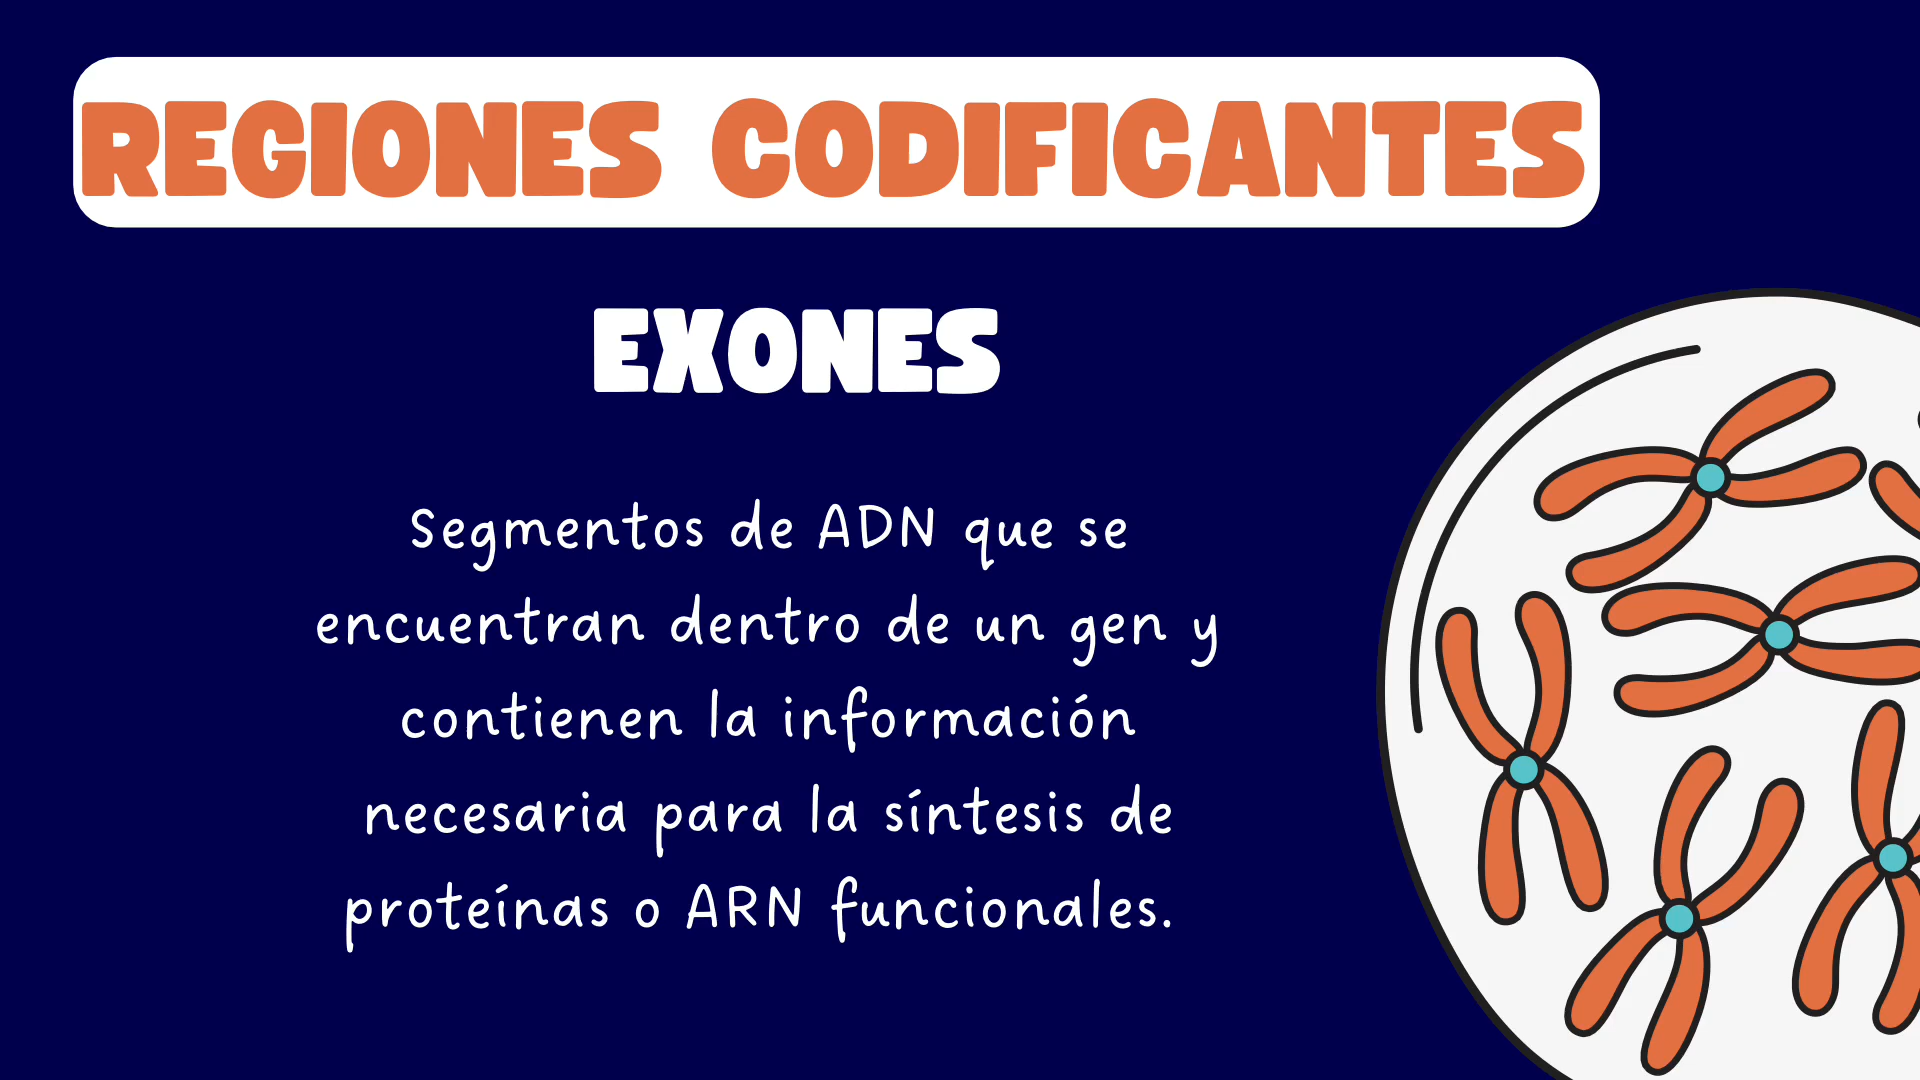 REGIONES CODIFICANTES
EXONES
Segmentos de ADN que se
encuentran dentro de un gen y
contienen la información
necesaria para la síntesis de
proteínas o ARN funcionales.